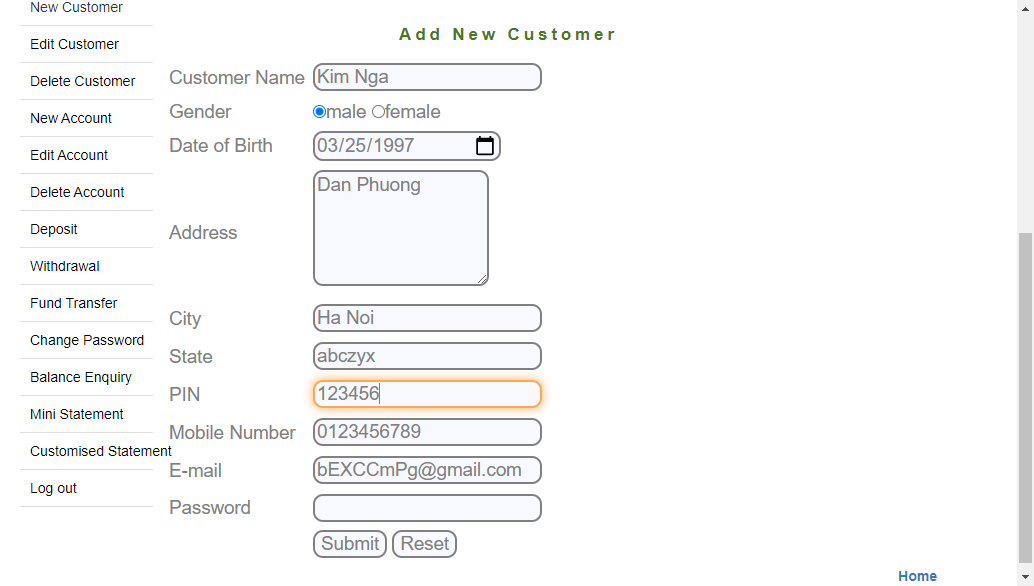 New Customer
Edit Customer
Delete Customer
New Account
Edit Account
Delete Account
Deposit
Withdrawal
Fund Transfer
Change Password
Balance Enquiry
Mini Statement
Customised Statement
Log out
Add New Customer
Customer Name Kim Nga
Gender male female
Date of Birth 03/25/1997
Address Dan Phuong
City Ha Noi
State abczyx
PIN 123456
Mobile Number 0123456789
E-mail bEXCCmPg@gmail.com
Password
Submit Reset
Home